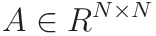 A ∈ R^{N×N}